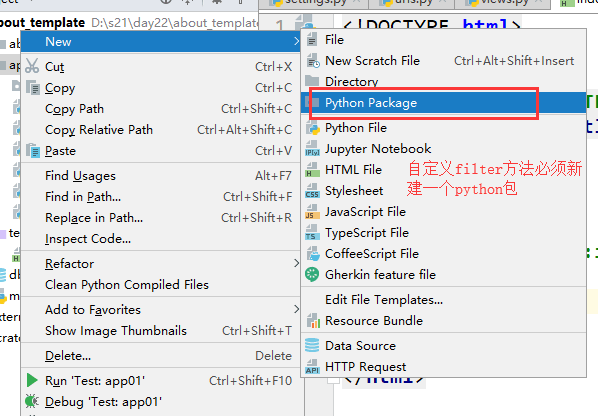 settings.py
urls.py
views.py
out_template D:\s21\day22\about_template
<!DOCTYPE html>
New
Cut Ctrl+X
Copy Ctrl+C
Copy Path Ctrl+Shift+C
Copy Relative Path Ctrl+Alt+Shift+C
Paste Ctrl+V
Find Usages Alt+F7
Find in Path... Ctrl+Shift+F
Replace in Path... Ctrl+Shift+R
Inspect Code...
Refactor
Clean Python Compiled Files
Add to Favorites
Show Image Thumbnails Ctrl+Shift+T
Delete... Delete
Run 'Test: app01' Ctrl+Shift+F10
Debug 'Test: app01'
File
New Scratch File Ctrl+Alt+Shift+Insert
Directory
Python Package
Python File
Jupyter Notebook
HTML File
Stylesheet
JavaScript File
TypeScript File
CoffeeScript File
Gherkin feature file
Edit File Templates...
Resource Bundle
Data Source
HTTP Request
自定义filter方法必须新
建一个python包
</html>